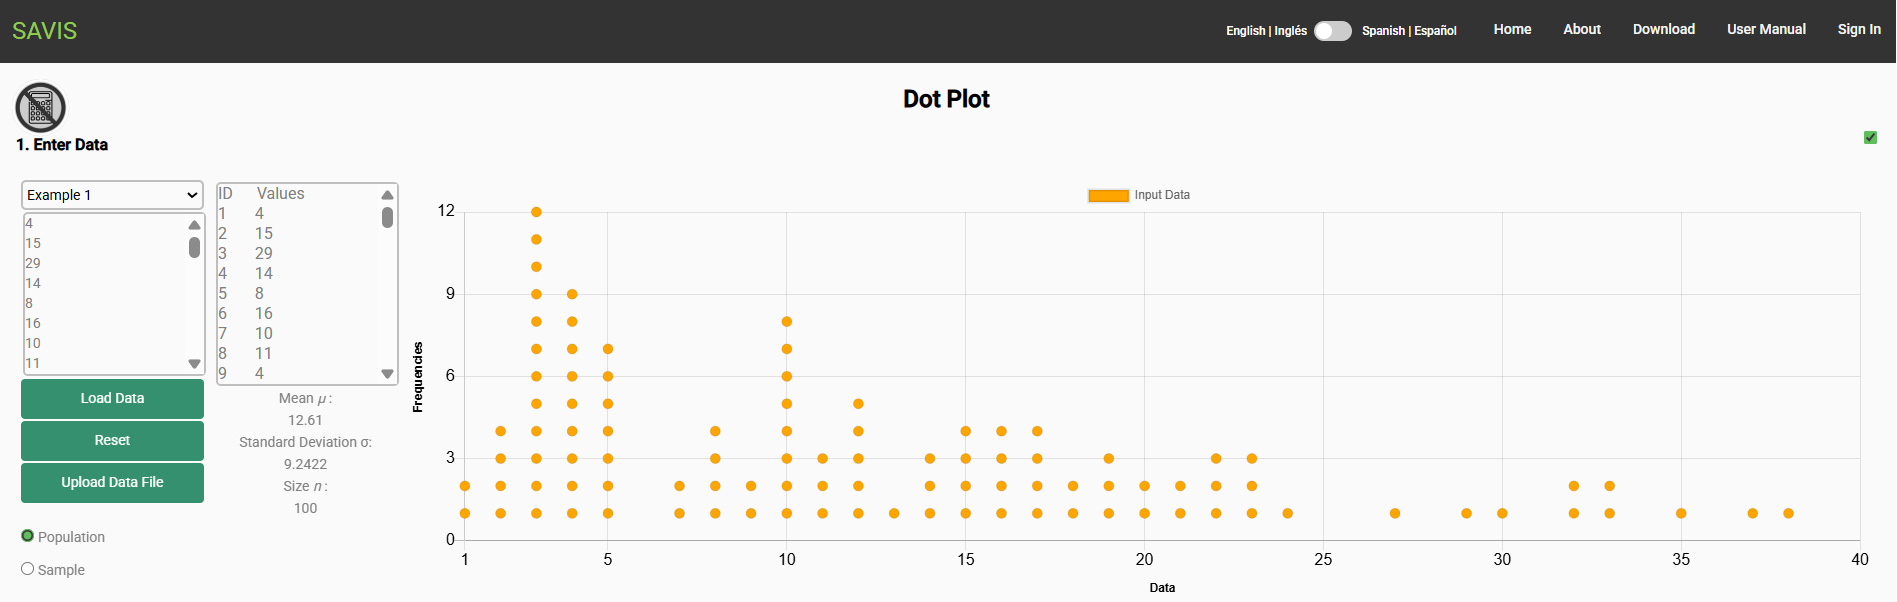 SAVIS
English | Inglés
Spanish | Español
Home
About
Download
User Manual
Sign In
Dot Plot
1. Enter Data
Example 1
4
15
29
14
8
16
10
11
ID Values
1 4
2 15
3 29
4 14
5 8
6 16
7 10
8 11
9 4
Load Data
Reset
Upload Data File
Population
Sample
Mean μ :
12.61
Standard Deviation σ:
9.2422
Size n :
100
Input Data
Frequencies
12
9
6
3
0
1 5 10 15 20 25 30 35 40
Data